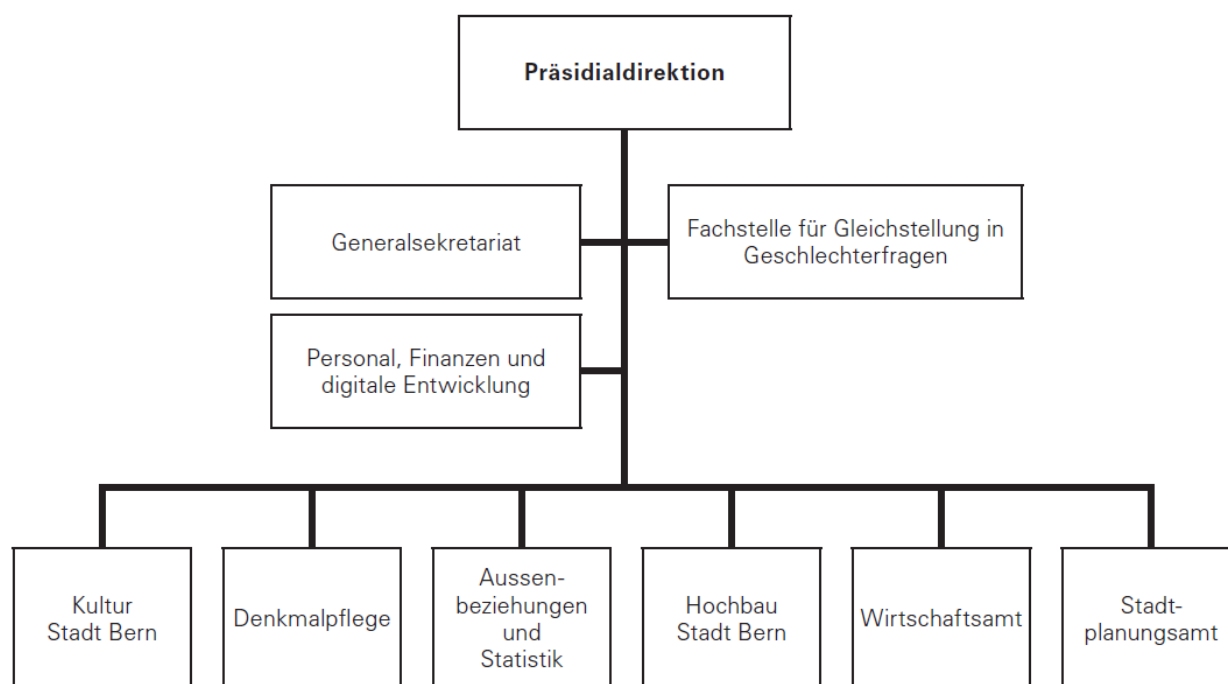 Präsidialdirektion
Generalsekretariat
Fachstelle für Gleichstellung in
Geschlechterfragen
Personal, Finanzen und
digitale Entwicklung
Kultur
Stadt Bern
Denkmalpflege
Aussen-
beziehungen
und
Statistik
Hochbau
Stadt Bern
Wirtschaftsamt
Stadt-
planungsamt